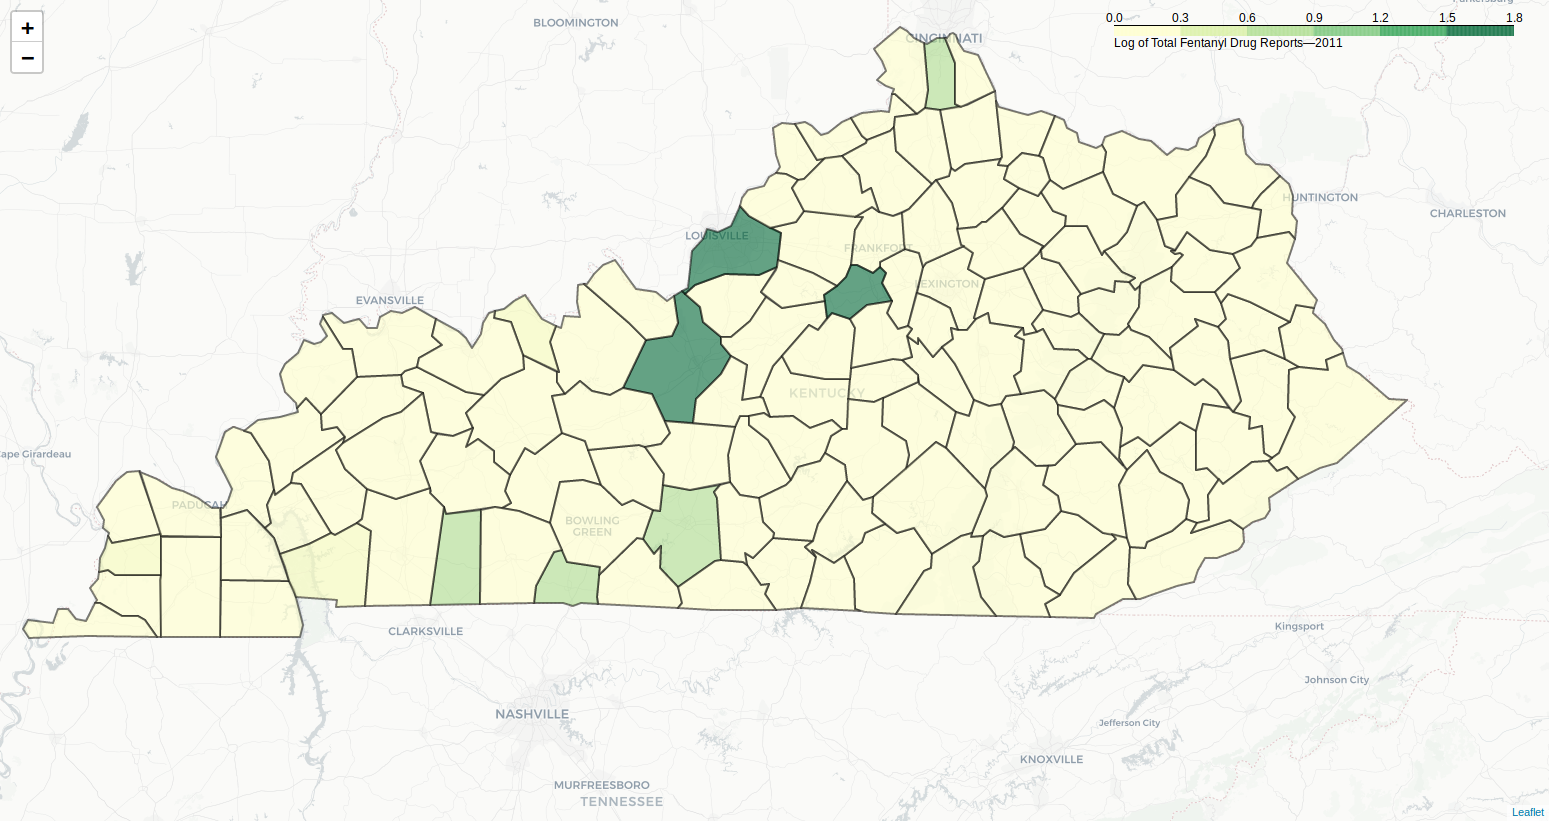 +
−
BLOOMINGTON
CINCINNATI
0.0 0.3 0.6 0.9 1.2 1.5 1.8
Log of Total Fentanyl Drug Reports—2011
HUNTINGTON
CHARLESTON
LOUISVILLE
FRANKFORT
LEXINGTON
EVANSVILLE
KENTUCKY
Cape Girardeau
PADUCAH
BOWLING
GREEN
CLARKSVILLE
Kingsport
Johnson City
NASHVILLE
Jefferson City
KNOXVILLE
MURFREESBORO
TENNESSEE
Leaflet